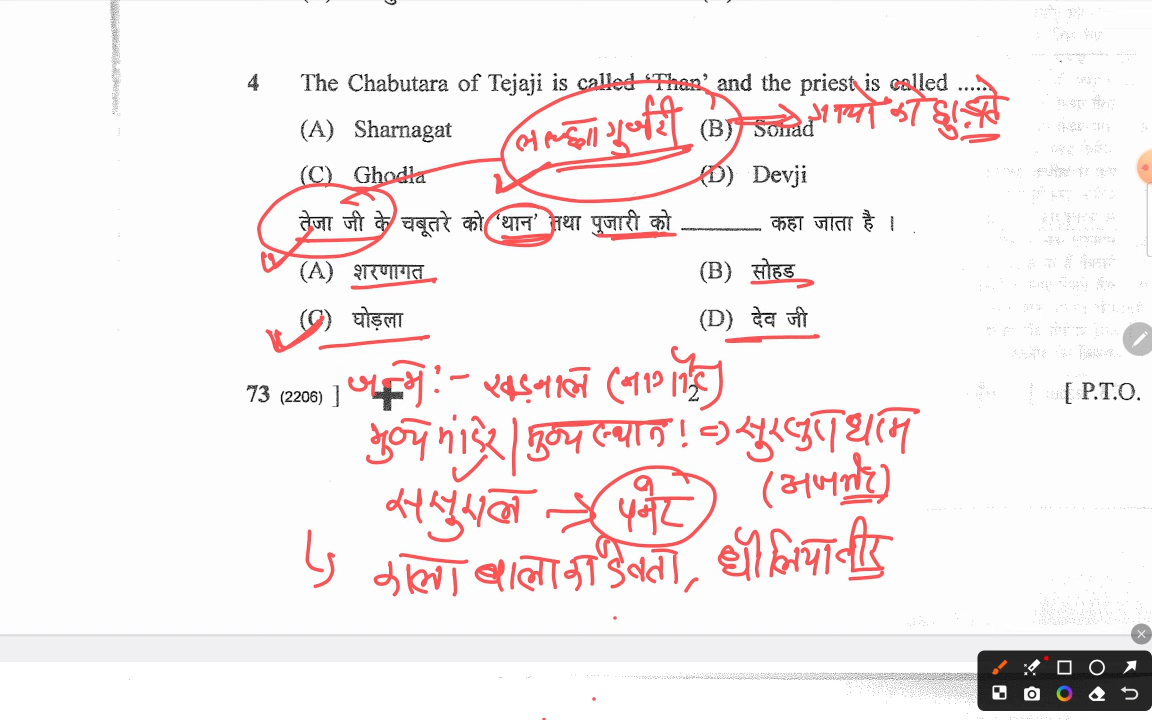 4 The Chabutara of Tejaji is called ‘Than’ and the priest is called .....
(A) Sharnagat (B) Sohad
लाच्छा गुर्जरी गायो को छुड़ाते
(C) Ghodla (D) Devji
तेजा जी के चबूतरे को ‘थान’ तथा पुजारी को ________ कहा जाता है ।
(A) शरणागत (B) सोहड
(C) घोड़ला (D) देव जी
जन्म :- खड़नाल (नागौर)
73 (2206) ] 2 [ P.T.O.
मुख्य मंदिर | मुख्य स्थान ! => सुरसुरा धाम
(अजमेर)
ससुराल → पनेर
काला बाला का देवता, धौलिया वीर